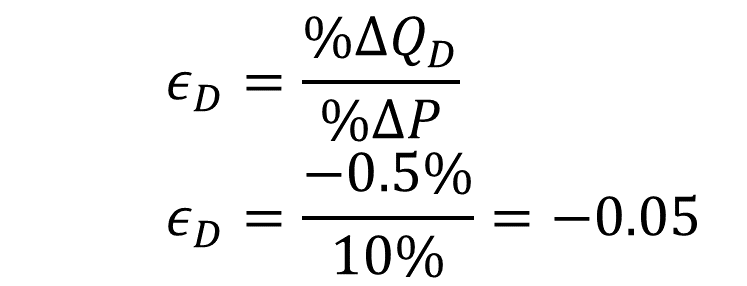 ϵ_D = %ΔQ_D / %ΔP
ϵ_D = −0.5% / 10% = −0.05